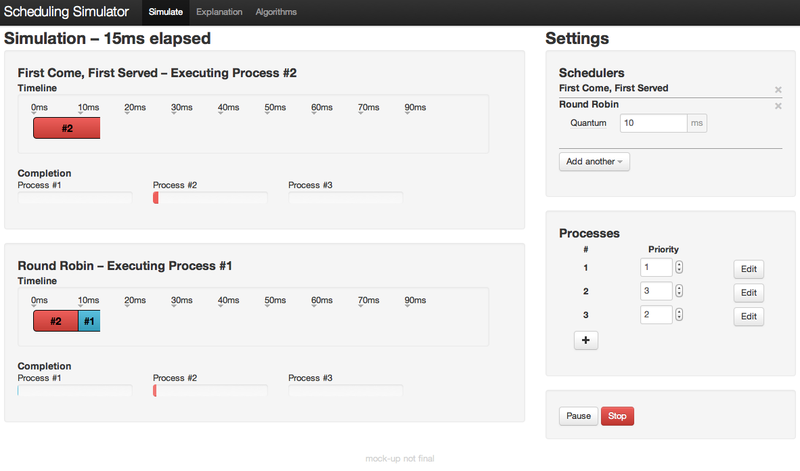 Scheduling Simulator Simulate Explanation Algorithms
Simulation – 15ms elapsed
First Come, First Served – Executing Process #2
Timeline
0ms 10ms 20ms 30ms 40ms 50ms 60ms 70ms 90ms
#2
Completion
Process #1 Process #2 Process #3
Round Robin – Executing Process #1
Timeline
0ms 10ms 20ms 30ms 40ms 50ms 60ms 70ms 90ms
#2 #1
Completion
Process #1 Process #2 Process #3
Settings
Schedulers
First Come, First Served ×
Round Robin ×
Quantum 10 ms
Add another
Processes
# Priority
1 1 Edit
2 3 Edit
3 2 Edit
+
Pause Stop
mock-up not final